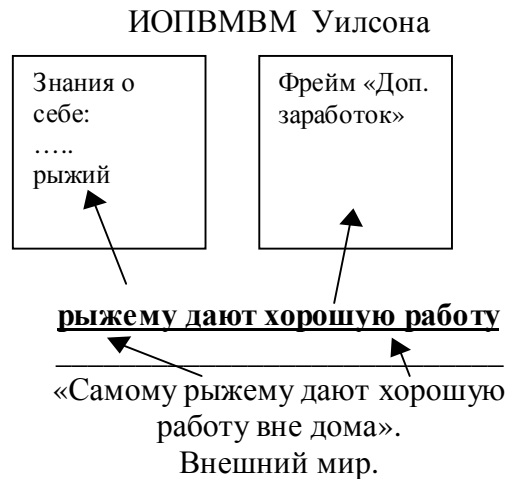 ИОПВМВМ Уилсона
Знания о
себе:
…..
рыжий
Фрейм «Доп.
заработок»
рыжему дают хорошую работу
«Самому рыжему дают хорошую
работу вне дома».
Внешний мир.